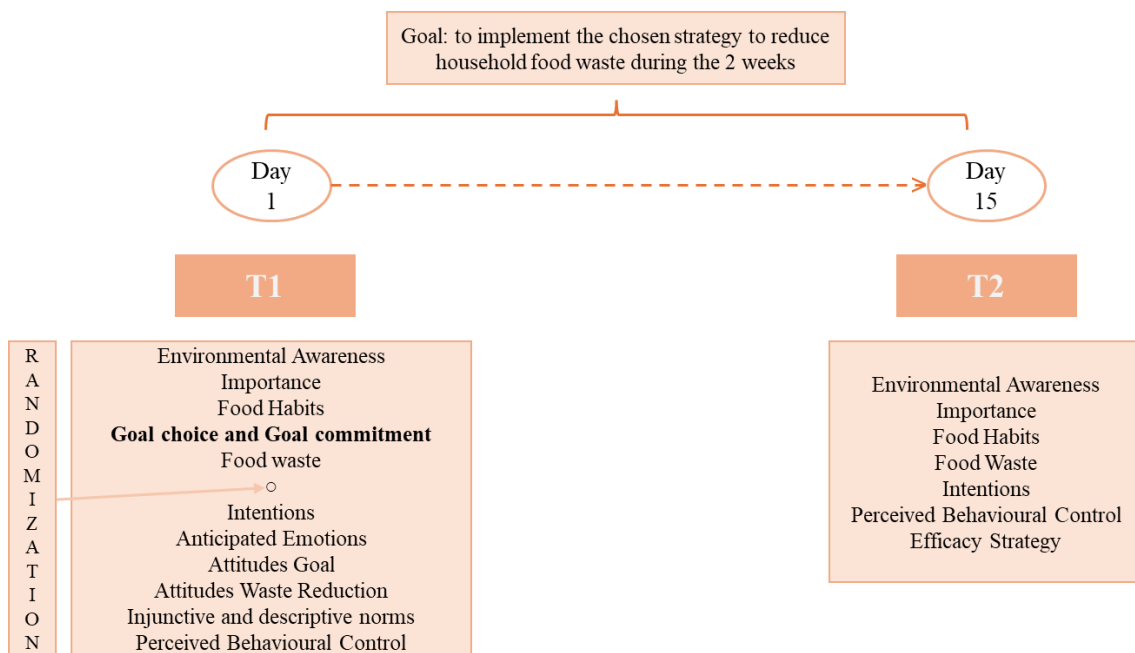 Goal: to implement the chosen strategy to reduce
household food waste during the 2 weeks
Day
1
Day
15
T1
T2
R
A
N
D
O
M
I
Z
A
T
I
O
N
Environmental Awareness
Importance
Food Habits
Goal choice and Goal commitment
Food waste
Intentions
Anticipated Emotions
Attitudes Goal
Attitudes Waste Reduction
Injunctive and descriptive norms
Perceived Behavioural Control
Environmental Awareness
Importance
Food Habits
Food Waste
Intentions
Perceived Behavioural Control
Efficacy Strategy